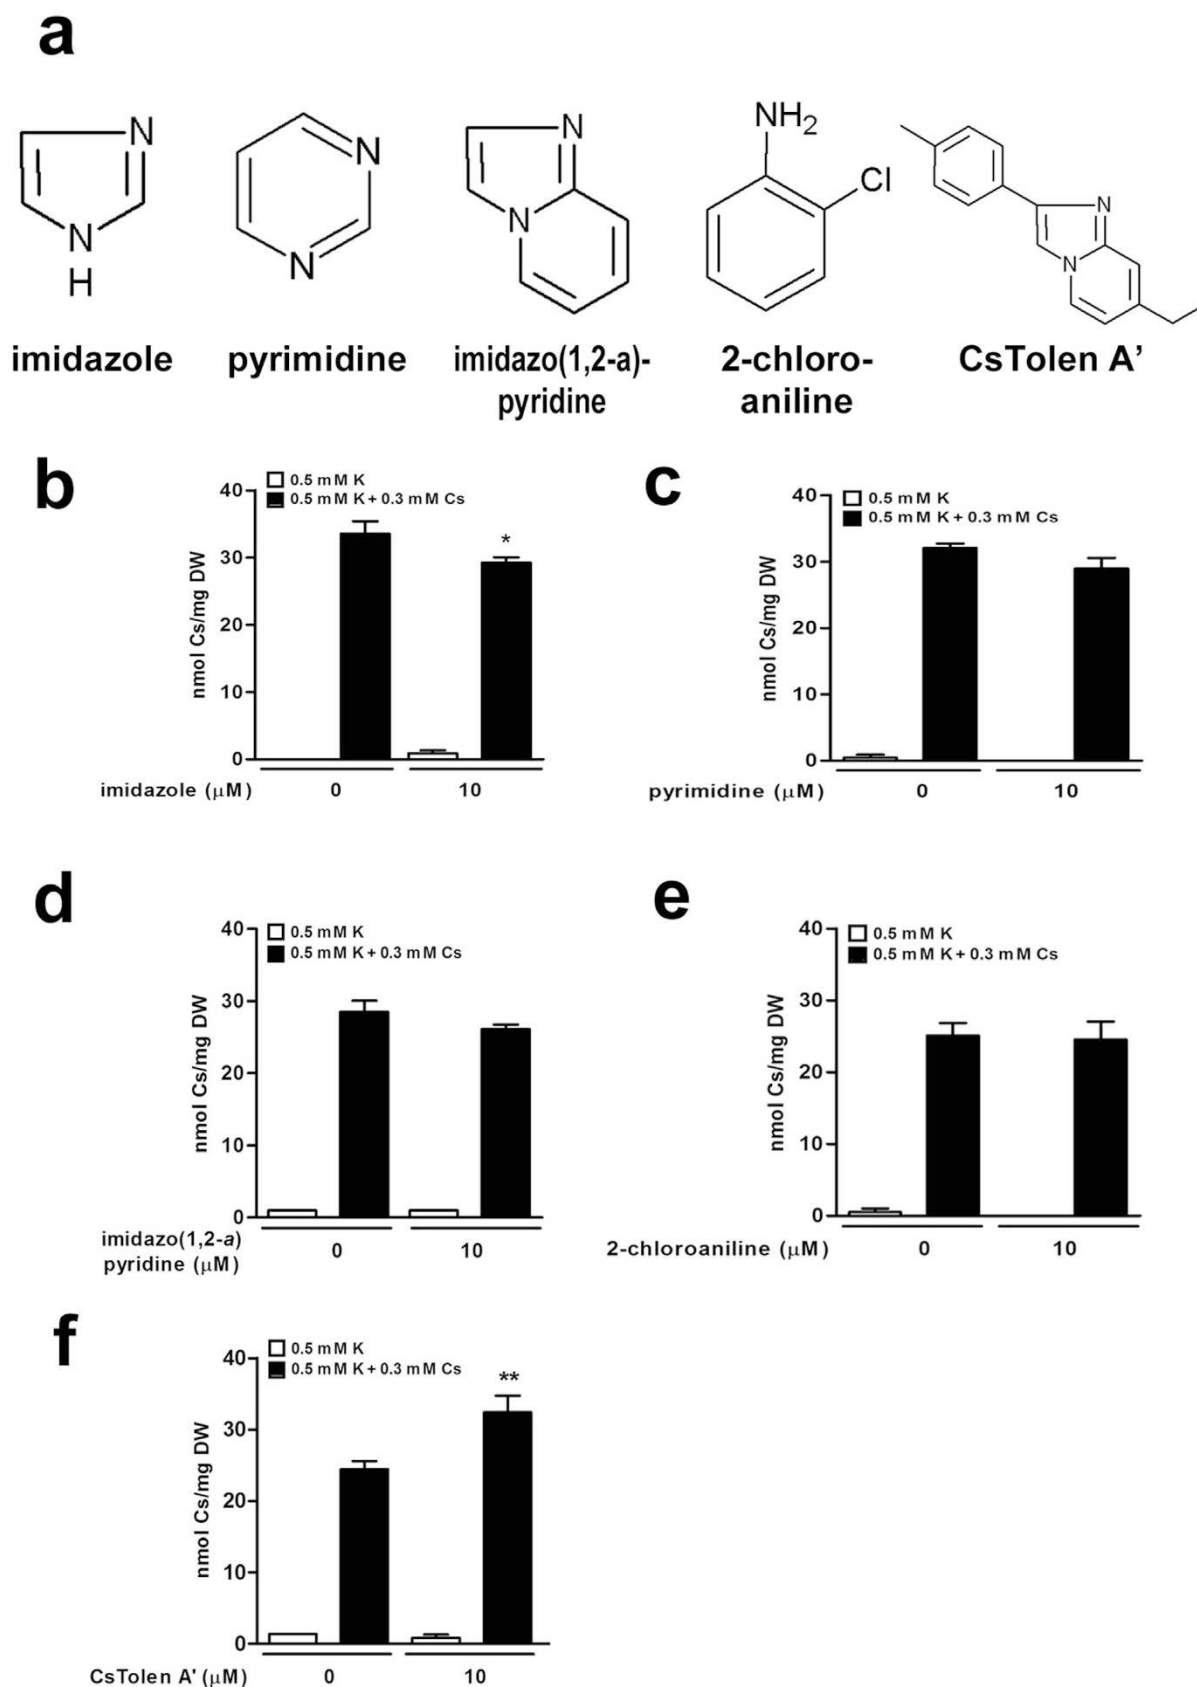 a
N
N
H
N
N
N
N
NH2
Cl
N
N
imidazole
pyrimidine
imidazo(1,2-a)-
pyridine
2-chloro-
aniline
CsTolen A'
b
0.5 mM K
0.5 mM K + 0.3 mM Cs
nmol Cs/mg DW
40
30
20
10
0
*
imidazole (μM)
0
10
c
0.5 mM K
0.5 mM K + 0.3 mM Cs
nmol Cs/mg DW
40
30
20
10
0
pyrimidine (μM)
0
10
d
0.5 mM K
0.5 mM K + 0.3 mM Cs
nmol Cs/mg DW
40
30
20
10
0
imidazo(1,2-a)
pyridine (μM)
0
10
e
0.5 mM K
0.5 mM K + 0.3 mM Cs
nmol Cs/mg DW
40
30
20
10
0
2-chloroaniline (μM)
0
10
f
0.5 mM K
0.5 mM K + 0.3 mM Cs
nmol Cs/mg DW
40
30
20
10
0
**
CsTolen A' (μM)
0
10